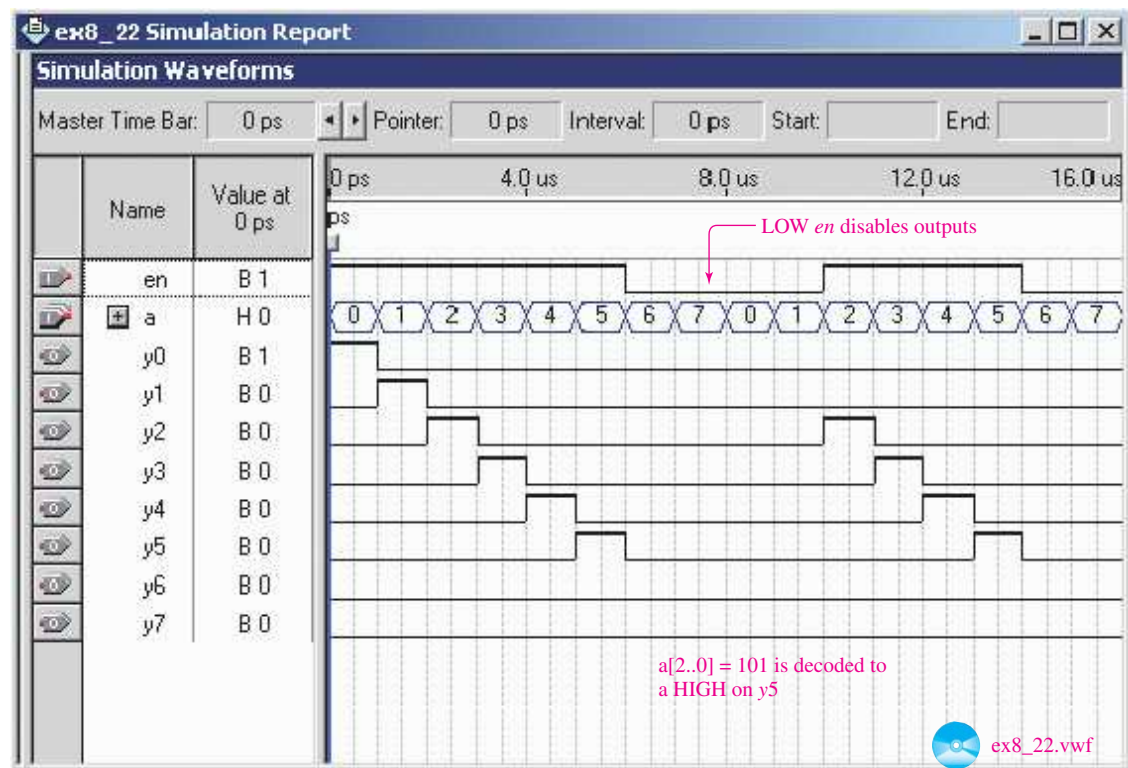 ex8_22 Simulation Report
Simulation Waveforms
Master Time Bar: 0 ps Pointer: 0 ps Interval: 0 ps Start: End:
Name Value at 0 ps
0 ps 4.0 us 8.0 us 12.0 us 16.0 us
ps
LOW en disables outputs
en B 1
a H 0 0 1 2 3 4 5 6 7 0 1 2 3 4 5 6 7
y0 B 1
y1 B 0
y2 B 0
y3 B 0
y4 B 0
y5 B 0
y6 B 0
y7 B 0
a[2..0] = 101 is decoded to
a HIGH on y5
ex8_22.vwf